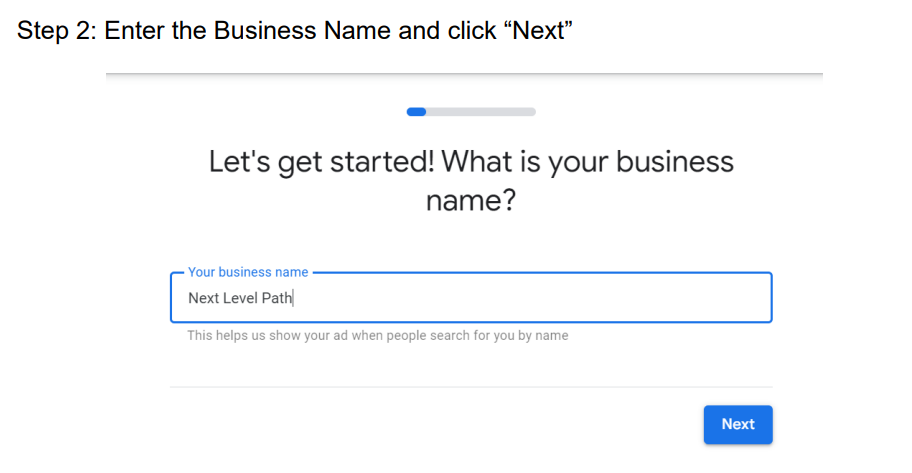 Step 2: Enter the Business Name and click “Next”
Let's get started! What is your business
name?
Your business name
Next Level Path
This helps us show your ad when people search for you by name
Next